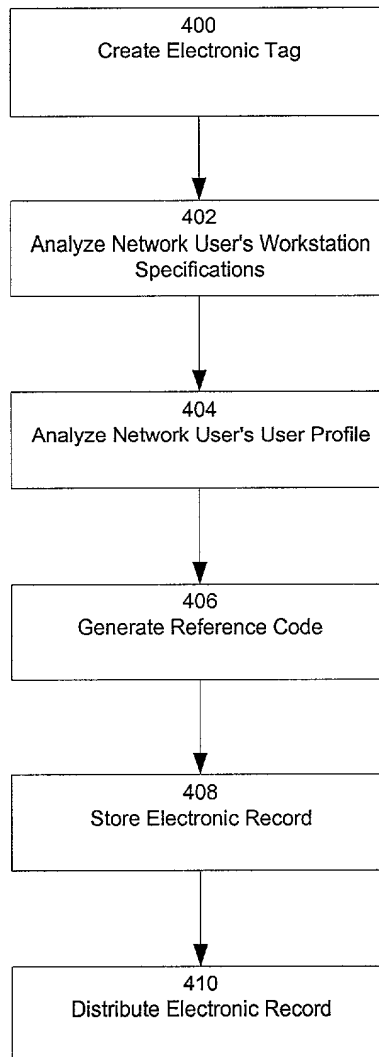 400
Create Electronic Tag
402
Analyze Network User's Workstation
Specifications
404
Analyze Network User's User Profile
406
Generate Reference Code
408
Store Electronic Record
410
Distribute Electronic Record